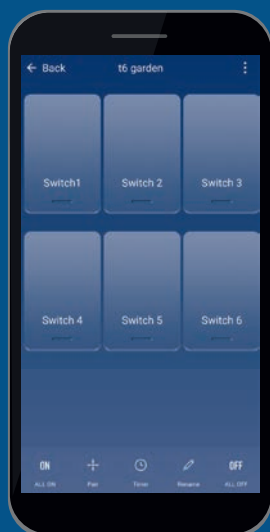 ← Back t6 garden
Switch1 Switch 2 Switch 3
Switch 4 Switch 5 Switch 6
ON OFF
ALL ON Pair Timer Rename ALL OFF